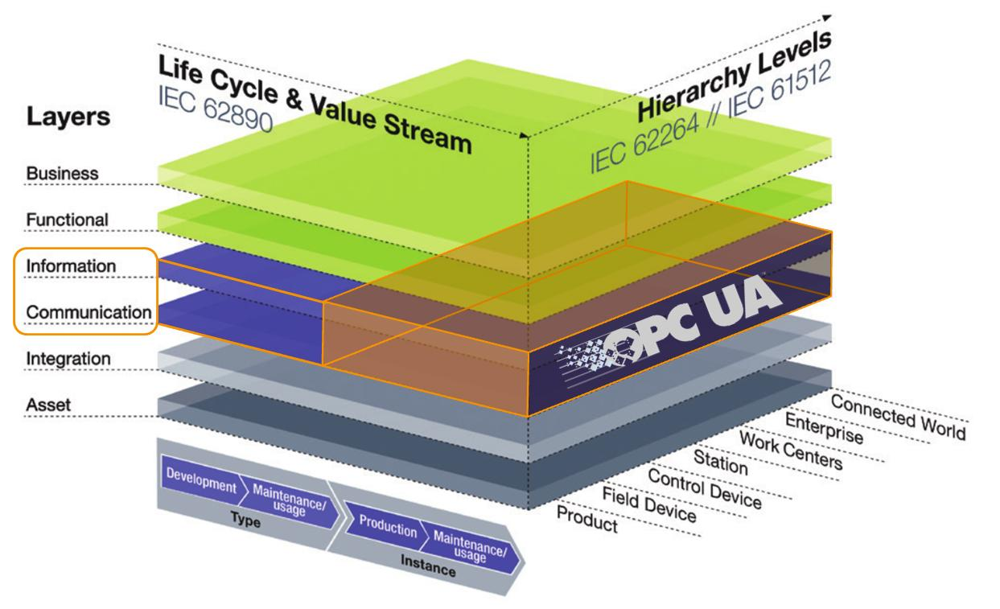 Life Cycle & Value Stream
IEC 62890
Hierarchy Levels
IEC 62264 // IEC 61512
Layers
Business
Functional
Information
Communication
Integration
Asset
OPC UA
Connected World
Enterprise
Work Centers
Station
Control Device
Field Device
Product
Development
Maintenance/
usage
Type
Production
Maintenance/
usage
Instance